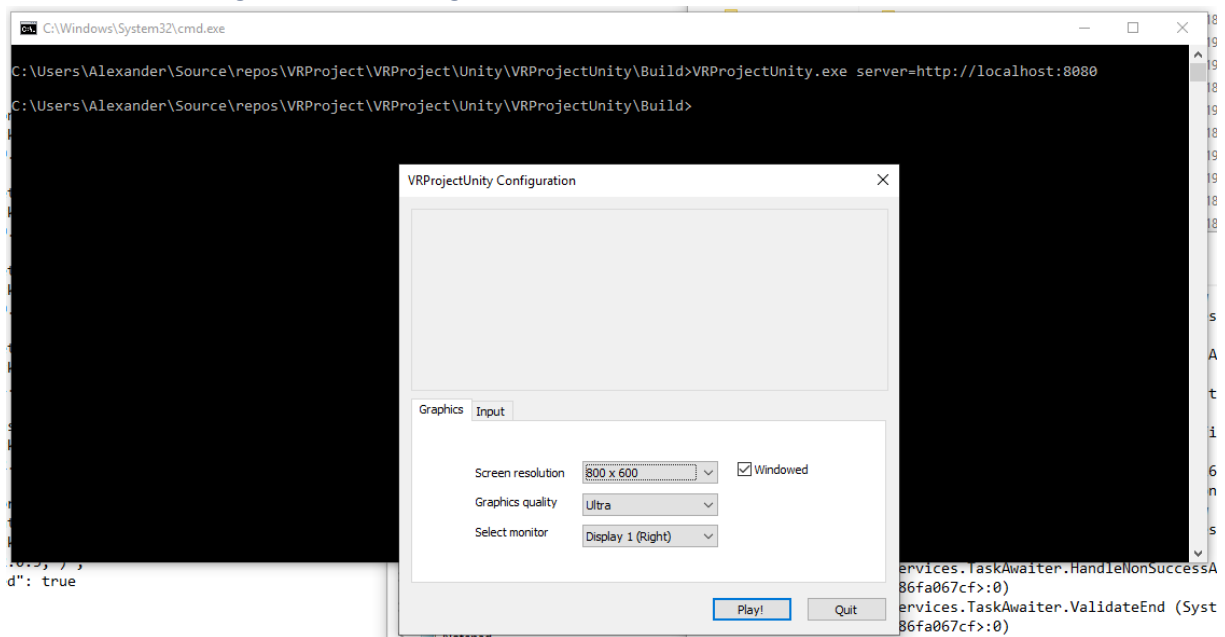 C:\Windows\System32\cmd.exe
C:\Users\Alexander\Source\repos\VRProject\VRProject\Unity\VRProjectUnity\Build>VRProjectUnity.exe server=http://localhost:8080
C:\Users\Alexander\Source\repos\VRProject\VRProject\Unity\VRProjectUnity\Build>
VRProjectUnity Configuration
Graphics Input
Screen resolution 800 x 600 Windowed
Graphics quality Ultra
Select monitor Display 1 (Right)
Play! Quit
d": true
ervices.TaskAwaiter.HandleNonSuccessA
86fa067cf>:0)
ervices.TaskAwaiter.ValidateEnd (Syst
86fa067cf>:0)